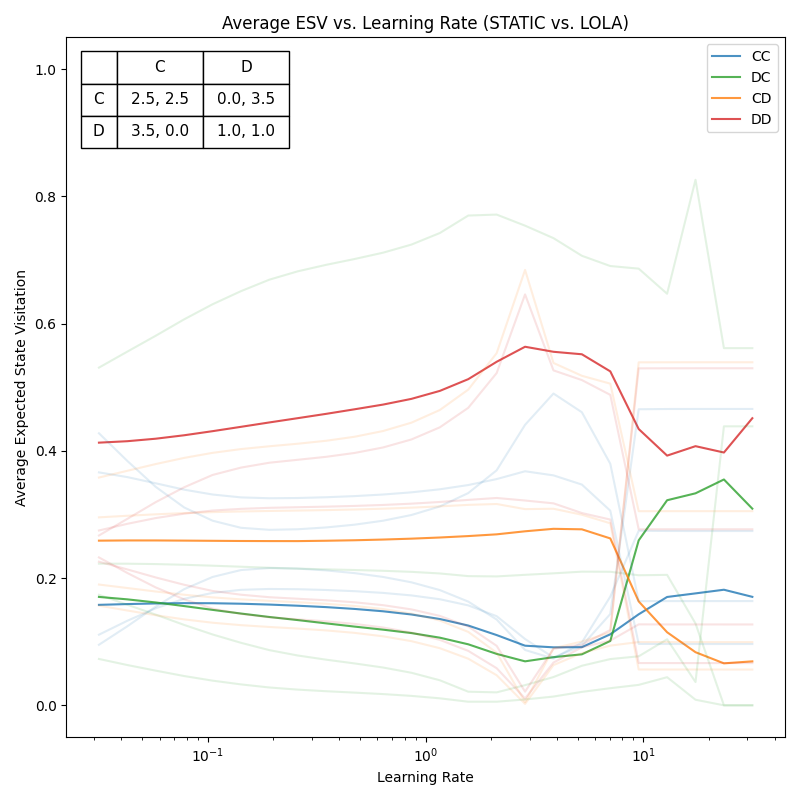 Average ESV vs. Learning Rate (STATIC vs. LOLA)
C D
C 2.5, 2.5 0.0, 3.5
D 3.5, 0.0 1.0, 1.0
CC
DC
CD
DD
Average Expected State Visitation
1.0
0.8
0.6
0.4
0.2
0.0
10⁻¹ 10⁰ 10¹
Learning Rate